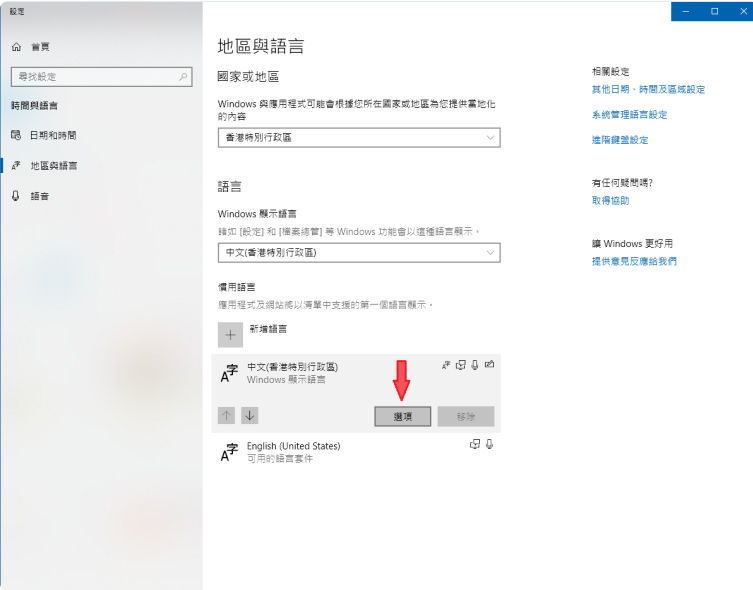 設定
首頁
尋找設定
時間與語言
日期和時間
地區與語言
語音
地區與語言
國家或地區
Windows 與應用程式可能會根據您所在國家或地區為您提供當地化
的內容
香港特別行政區
語言
Windows 顯示語言
諸如 [設定] 和 [檔案總管] 等 Windows 功能會以這種語言顯示。
中文(香港特別行政區)
慣用語言
應用程式及網站將以清單中支援的第一個語言顯示。
新增語言
中文(香港特別行政區)
Windows 顯示語言
選項
移除
English (United States)
可用的語言套件
相關設定
其他日期、時間及區域設定
系統管理語言設定
進階鍵盤設定
有任何疑問嗎?
取得協助
讓 Windows 更好用
提供意見反應給我們